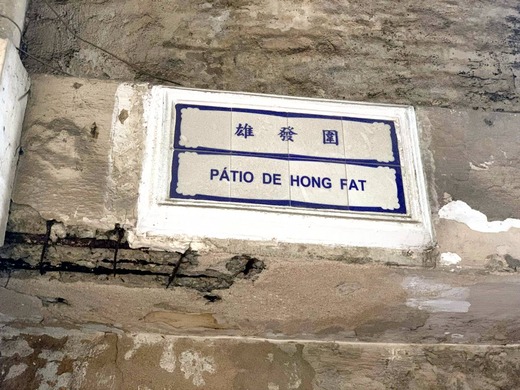 雄發圍
PÁTIO DE HONG FAT